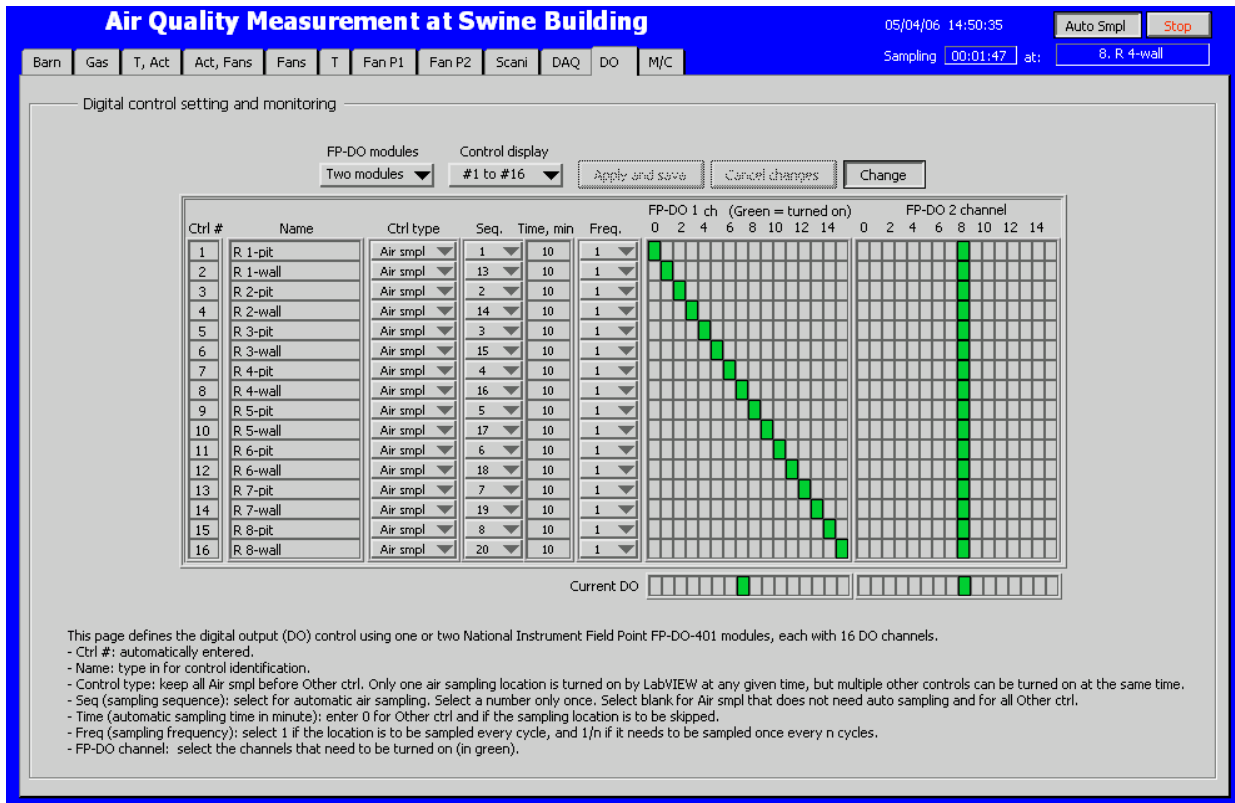 Air Quality Measurement at Swine Building
05/04/06 14:50:35
Auto Smpl
Stop
Sampling 00:01:47 at: 8. R 4-wall
Barn Gas T, Act Act, Fans Fans T Fan P1 Fan P2 Scani DAQ DO M/C
Digital control setting and monitoring
FP-DO modules Control display
Two modules #1 to #16 Apply and save Cancel changes Change
FP-DO 1 ch (Green = turned on) FP-DO 2 channel
Ctrl # Name Ctrl type Seq. Time, min Freq. 0 2 4 6 8 10 12 14 0 2 4 6 8 10 12 14
1 R 1-pit Air smpl 1 10 1
2 R 1-wall Air smpl 13 10 1
3 R 2-pit Air smpl 2 10 1
4 R 2-wall Air smpl 14 10 1
5 R 3-pit Air smpl 3 10 1
6 R 3-wall Air smpl 15 10 1
7 R 4-pit Air smpl 4 10 1
8 R 4-wall Air smpl 16 10 1
9 R 5-pit Air smpl 5 10 1
10 R 5-wall Air smpl 17 10 1
11 R 6-pit Air smpl 6 10 1
12 R 6-wall Air smpl 18 10 1
13 R 7-pit Air smpl 7 10 1
14 R 7-wall Air smpl 19 10 1
15 R 8-pit Air smpl 8 10 1
16 R 8-wall Air smpl 20 10 1
Current DO
This page defines the digital output (DO) control using one or two National Instrument Field Point FP-DO-401 modules, each with 16 DO channels.
- Ctrl #: automatically entered.
- Name: type in for control identification.
- Control type: keep all Air smpl before Other ctrl. Only one air sampling location is turned on by LabVIEW at any given time, but multiple other controls can be turned on at the same time.
- Seq (sampling sequence): select for automatic air sampling. Select a number only once. Select blank for Air smpl that does not need auto sampling and for all Other ctrl.
- Time (automatic sampling time in minute): enter 0 for Other ctrl and if the sampling location is to be skipped.
- Freq (sampling frequency): select 1 if the location is to be sampled every cycle, and 1/n if it needs to be sampled once every n cycles.
- FP-DO channel: select the channels that need to be turned on (in green).